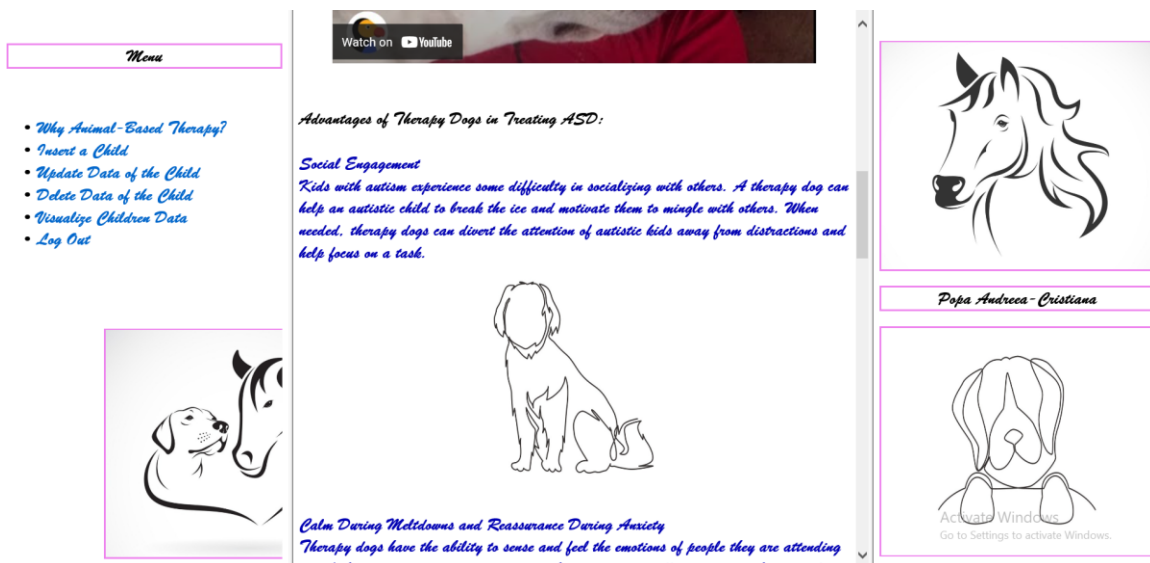 Menu
• Why Animal-Based Therapy?
• Insert a Child
• Update Data of the Child
• Delete Data of the Child
• Visualize Children Data
• Log Out
Watch on YouTube
Advantages of Therapy Dogs in Treating ASD:
Social Engagement
Kids with autism experience some difficulty in socializing with others. A therapy dog can
help an autistic child to break the ice and motivate them to mingle with others. When
needed, therapy dogs can divert the attention of autistic kids away from distractions and
help focus on a task.
Calm During Meltdowns and Reassurance During Anxiety
Therapy dogs have the ability to sense and feel the emotions of people they are attending
Popa Andreea-Cristiana
Activate Windows
Go to Settings to activate Windows.